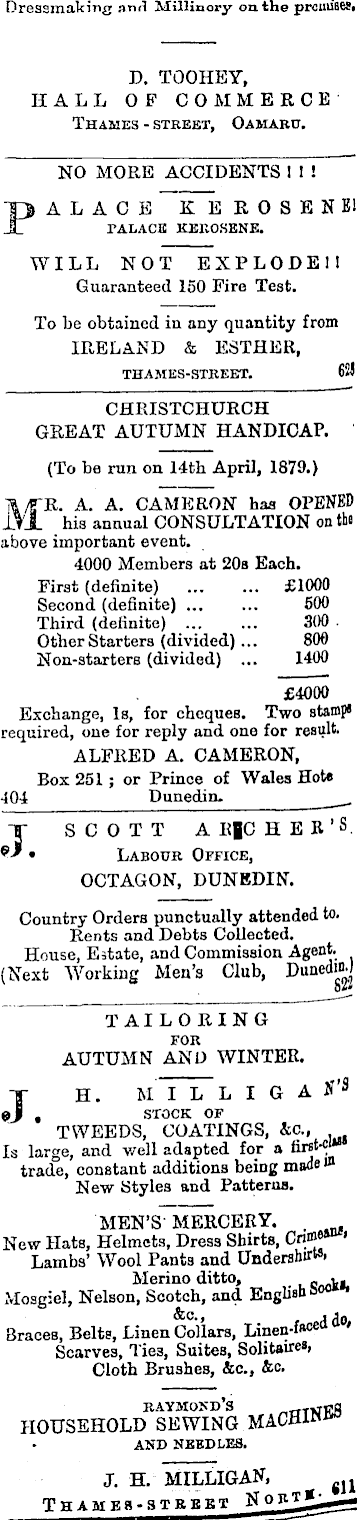 Dressmaking and Millinery on the premises.
D. TOOHEY,
HALL OF COMMERCE
THAMES-STREET, OAMARU.
NO MORE ACCIDENTS!!!
PALACE KEROSENE!
PALACE KEROSENE.
WILL NOT EXPLODE!!
Guaranteed 150 Fire Test.
To be obtained in any quantity from
IRELAND & ESTHER,
THAMES-STREET. 628
CHRISTCHURCH
GREAT AUTUMN HANDICAP.
(To be run on 14th April, 1879.)
MR. A. A. CAMERON has OPENED
his annual CONSULTATION on the
above important event.
4000 Members at 20s Each.
First (definite) ... ... £1000
Second (definite) ... ... 500
Third (definite) ... ... 300
Other Starters (divided) ... 800
Non-starters (divided) ... 1400
£4000
Exchange, 1s, for cheques. Two stamps
required, one for reply and one for result.
ALFRED A. CAMERON,
Box 251; or Prince of Wales Hote
404 Dunedin.
J. SCOTT ARCHER'S
LABOUR OFFICE,
OCTAGON, DUNEDIN.
Country Orders punctually attended to.
Rents and Debts Collected.
House, Estate, and Commission Agent.
(Next Working Men's Club, Dunedin.)
822
TAILORING
FOR
AUTUMN AND WINTER.
J. H. MILLIGAN'S
STOCK OF
TWEEDS, COATINGS, &c.,
Is large, and well adapted for a first-class
trade, constant additions being made in
New Styles and Patterns.
MEN'S MERCERY.
New Hats, Helmets, Dress Shirts, Crimeans,
Lambs' Wool Pants and Undershirts,
Merino ditto,
Mosgiel, Nelson, Scotch, and English Socks,
&c.,
Braces, Belts, Linen Collars, Linen-faced do,
Scarves, Ties, Suites, Solitaires,
Cloth Brushes, &c., &c.
RAYMOND'S
HOUSEHOLD SEWING MACHINES
AND NEEDLES.
J. H. MILLIGAN,
THAMES-STREET NORTH. 611